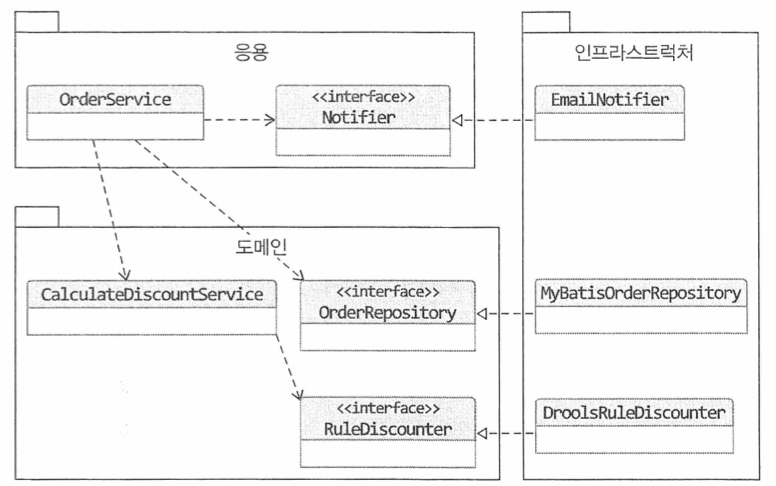 응용
OrderService
<<interface>>
Notifier
인프라스트럭처
EmailNotifier
도메인
CalculateDiscountService
<<interface>>
OrderRepository
MyBatisOrderRepository
<<interface>>
RuleDiscounter
DroolsRuleDiscounter